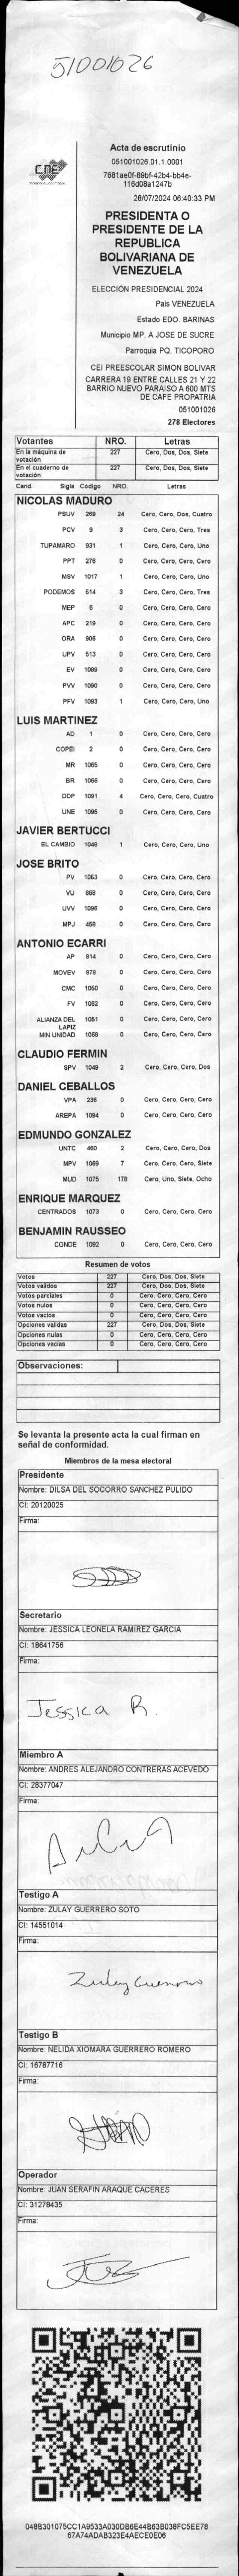 51001026
CNE
Acta de escrutinio
051001026.01.1.0001
7681ae0f-89bf-42b4-bb4e-
116d08a1247b
28/07/2024 06:40:33 PM
PRESIDENTA O
PRESIDENTE DE LA
REPUBLICA
BOLIVARIANA DE
VENEZUELA
ELECCIÓN PRESIDENCIAL 2024
Pais VENEZUELA
Estado EDO. BARINAS
Municipio MP. A JOSE DE SUCRE
Parroquia PQ. TICOPORO
CEI PREESCOLAR SIMON BOLIVAR
CARRERA 19 ENTRE CALLES 21 Y 22
BARRIO NUEVO PARAISO A 600 MTS
DE CAFE PROPATRIA
051001026
278 Electores
Votantes NRO. Letras
En la máquina de votación 227 Cero, Dos, Dos, Siete
En el cuaderno de votación 227 Cero, Dos, Dos, Siete
Cand. Sigla Código NRO. Letras
NICOLAS MADURO
PSUV 269 24 Cero, Cero, Dos, Cuatro
PCV 9 3 Cero, Cero, Cero, Tres
TUPAMARO 931 1 Cero, Cero, Cero, Uno
PPT 276 0 Cero, Cero, Cero, Cero
MSV 1017 1 Cero, Cero, Cero, Uno
PODEMOS 514 3 Cero, Cero, Cero, Tres
MEP 6 0 Cero, Cero, Cero, Cero
APC 219 0 Cero, Cero, Cero, Cero
ORA 906 0 Cero, Cero, Cero, Cero
UPV 513 0 Cero, Cero, Cero, Cero
EV 1089 0 Cero, Cero, Cero, Cero
PVV 1090 0 Cero, Cero, Cero, Cero
PFV 1093 1 Cero, Cero, Cero, Uno
LUIS MARTINEZ
AD 1 0 Cero, Cero, Cero, Cero
COPEI 2 0 Cero, Cero, Cero, Cero
MR 1065 0 Cero, Cero, Cero, Cero
BR 1066 0 Cero, Cero, Cero, Cero
DDP 1091 4 Cero, Cero, Cero, Cuatro
UNE 1095 0 Cero, Cero, Cero, Cero
JAVIER BERTUCCI
EL CAMBIO 1048 1 Cero, Cero, Cero, Uno
JOSE BRITO
PV 1053 0 Cero, Cero, Cero, Cero
VU 868 0 Cero, Cero, Cero, Cero
UVV 1096 0 Cero, Cero, Cero, Cero
MPJ 458 0 Cero, Cero, Cero, Cero
ANTONIO ECARRI
AP 814 0 Cero, Cero, Cero, Cero
MOVEV 978 0 Cero, Cero, Cero, Cero
CMC 1050 0 Cero, Cero, Cero, Cero
FV 1062 0 Cero, Cero, Cero, Cero
ALIANZA DEL LAPIZ 1051 0 Cero, Cero, Cero, Cero
MIN UNIDAD 1068 0 Cero, Cero, Cero, Cero
CLAUDIO FERMIN
SPV 1049 2 Cero, Cero, Cero, Dos
DANIEL CEBALLOS
VPA 236 0 Cero, Cero, Cero, Cero
AREPA 1094 0 Cero, Cero, Cero, Cero
EDMUNDO GONZALEZ
UNTC 460 2 Cero, Cero, Cero, Dos
MPV 1069 7 Cero, Cero, Cero, Siete
MUD 1075 178 Cero, Uno, Siete, Ocho
ENRIQUE MARQUEZ
CENTRADOS 1073 0 Cero, Cero, Cero, Cero
BENJAMIN RAUSSEO
CONDE 1092 0 Cero, Cero, Cero, Cero
Resumen de votos
Votos 227 Cero, Dos, Dos, Siete
Votos validos 227 Cero, Dos, Dos, Siete
Votos parciales 0 Cero, Cero, Cero, Cero
Votos nulos 0 Cero, Cero, Cero, Cero
Votos vacios 0 Cero, Cero, Cero, Cero
Opciones validas 227 Cero, Dos, Dos, Siete
Opciones nulas 0 Cero, Cero, Cero, Cero
Opciones vacias 0 Cero, Cero, Cero, Cero
Observaciones:
Se levanta la presente acta la cual firman en
señal de conformidad.
Miembros de la mesa electoral
Presidente
Nombre: DILSA DEL SOCORRO SANCHEZ PULIDO
CI: 20120025
Firma:
Secretario
Nombre: JESSICA LEONELA RAMIREZ GARCIA
CI: 18641756
Firma:
Jessica R.
Miembro A
Nombre: ANDRES ALEJANDRO CONTRERAS ACEVEDO
CI: 28377047
Firma:
Testigo A
Nombre: ZULAY GUERRERO SOTO
CI: 14551014
Firma:
Zulay Guerrero
Testigo B
Nombre: NELIDA XIOMARA GUERRERO ROMERO
CI: 16787716
Firma:
Operador
Nombre: JUAN SERAFIN ARAQUE CACERES
CI: 31278435
Firma:
048B301075CC1A9533A030DB6E44B63B038FC5EE78
67A74ADAB323E4AECE0E06